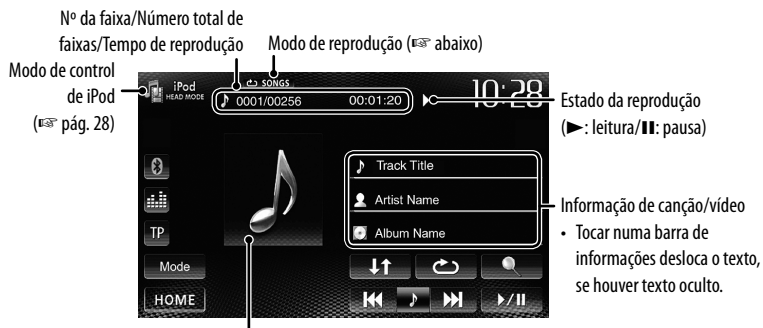 Nº da faixa/Número total de
faixas/Tempo de reprodução
Modo de reprodução (☞ abaixo)
Modo de control
de iPod
(☞ pág. 28)
iPod
HEAD MODE
SONGS
0001/00256 00:01:20
10:28
Estado da reprodução
(►: leitura/❚❚: pausa)
Track Title
Artist Name
Album Name
TP
Mode
HOME
Informação de canção/vídeo
• Tocar numa barra de
informações desloca o texto,
se houver texto oculto.